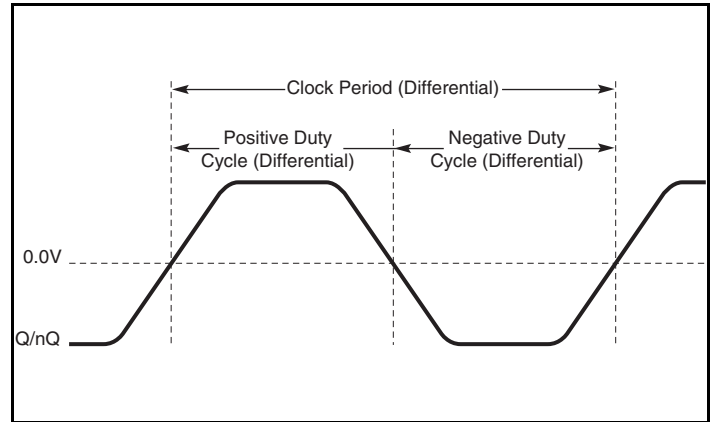 Clock Period (Differential)
Positive Duty
Cycle (Differential)
Negative Duty
Cycle (Differential)
0.0V
Q/nQ